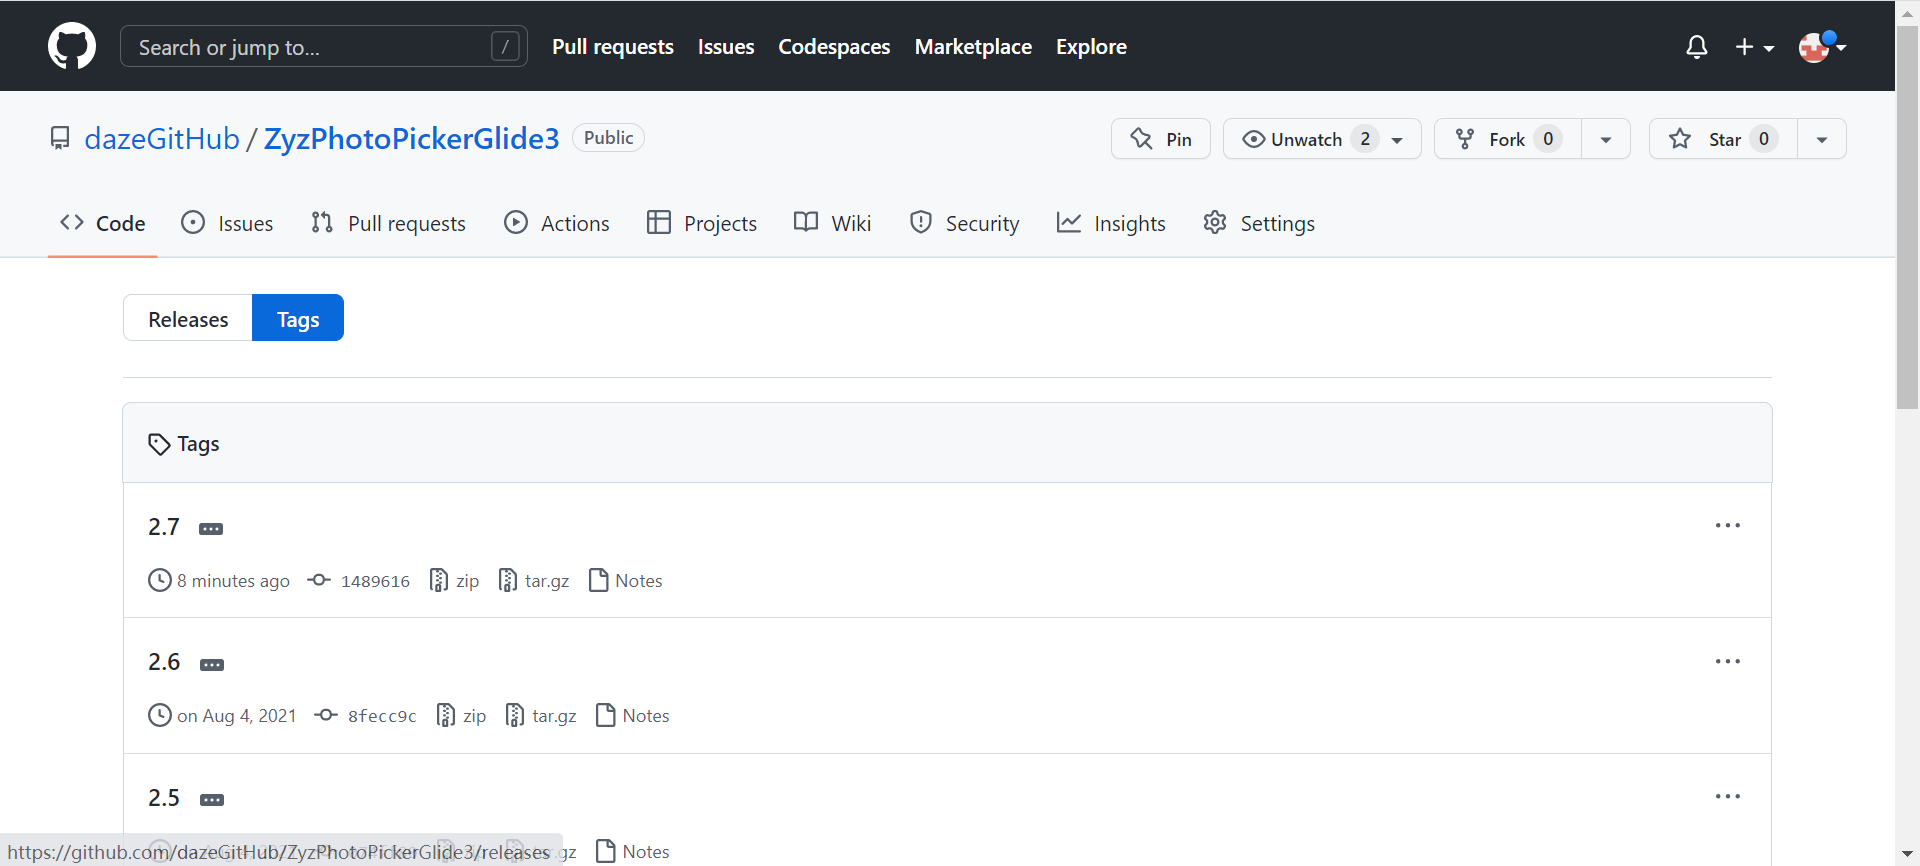 Search or jump to... /
Pull requests Issues Codespaces Marketplace Explore
dazeGitHub / ZyzPhotoPickerGlide3 Public
Pin Unwatch 2 Fork 0 Star 0
Code Issues Pull requests Actions Projects Wiki Security Insights Settings
Releases Tags
Tags
2.7
8 minutes ago 1489616 zip tar.gz Notes
2.6
on Aug 4, 2021 8fecc9c zip tar.gz Notes
2.5
gz Notes
https://github.com/dazeGitHub/ZyzPhotoPickerGlide3/releases